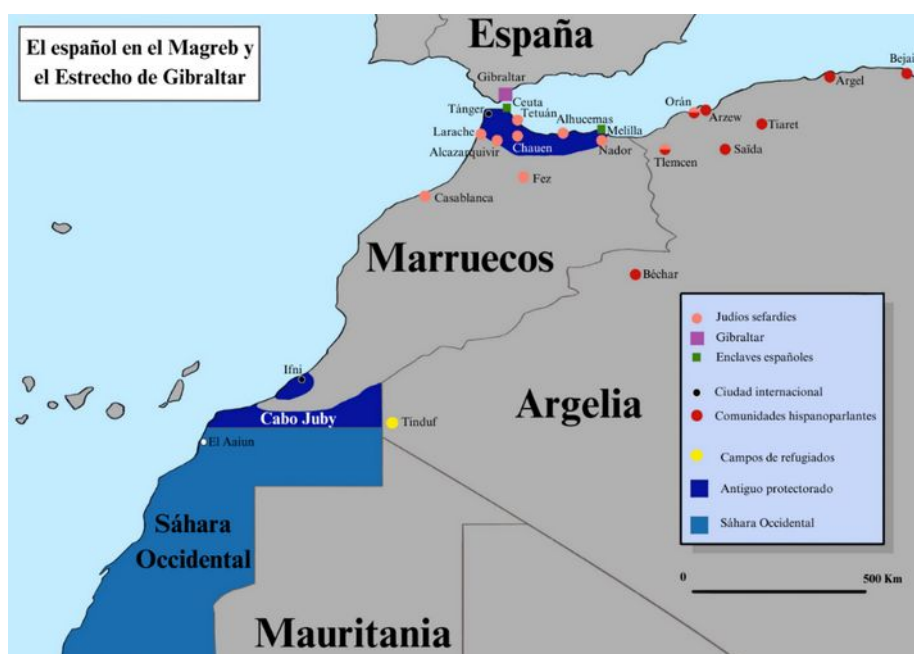 El español en el Magreb y
el Estrecho de Gibraltar
España
Gibraltar
Ceuta
Tánger
Tetuán
Alhucemas
Melilla
Larache
Chauen
Alcazarquivir
Nador
Fez
Casablanca
Orán
Arzew
Argel
Bejai
Tiaret
Tlemcen
Saïda
Marruecos
Béchar
Ifni
Cabo Juby
Tinduf
Argelia
El Aaiun
Sáhara
Occidental
Mauritania
Judíos sefardíes
Gibraltar
Enclaves españoles
Ciudad internacional
Comunidades hispanoparlantes
Campos de refugiados
Antiguo protectorado
Sáhara Occidental
0 500 Km